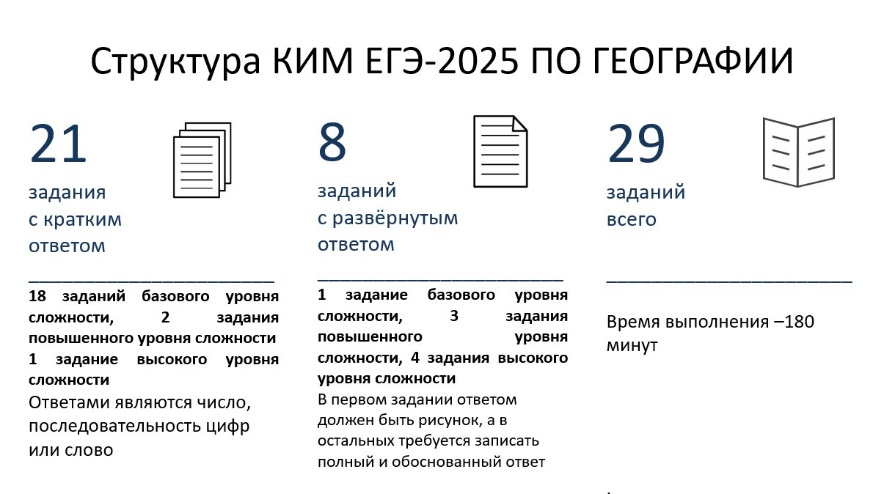 Структура КИМ ЕГЭ-2025 ПО ГЕОГРАФИИ
21
задания
с кратким
ответом
18 заданий базового уровня
сложности, 2 задания
повышенного уровня сложности
1 задание высокого уровня
сложности
Ответами являются число,
последовательность цифр
или слово
8
заданий
с развёрнутым
ответом
1 задание базового уровня
сложности, 3 задания
повышенного уровня
сложности, 4 задания высокого
уровня сложности
В первом задании ответом
должен быть рисунок, а в
остальных требуется записать
полный и обоснованный ответ
29
заданий
всего
Время выполнения –180
минут